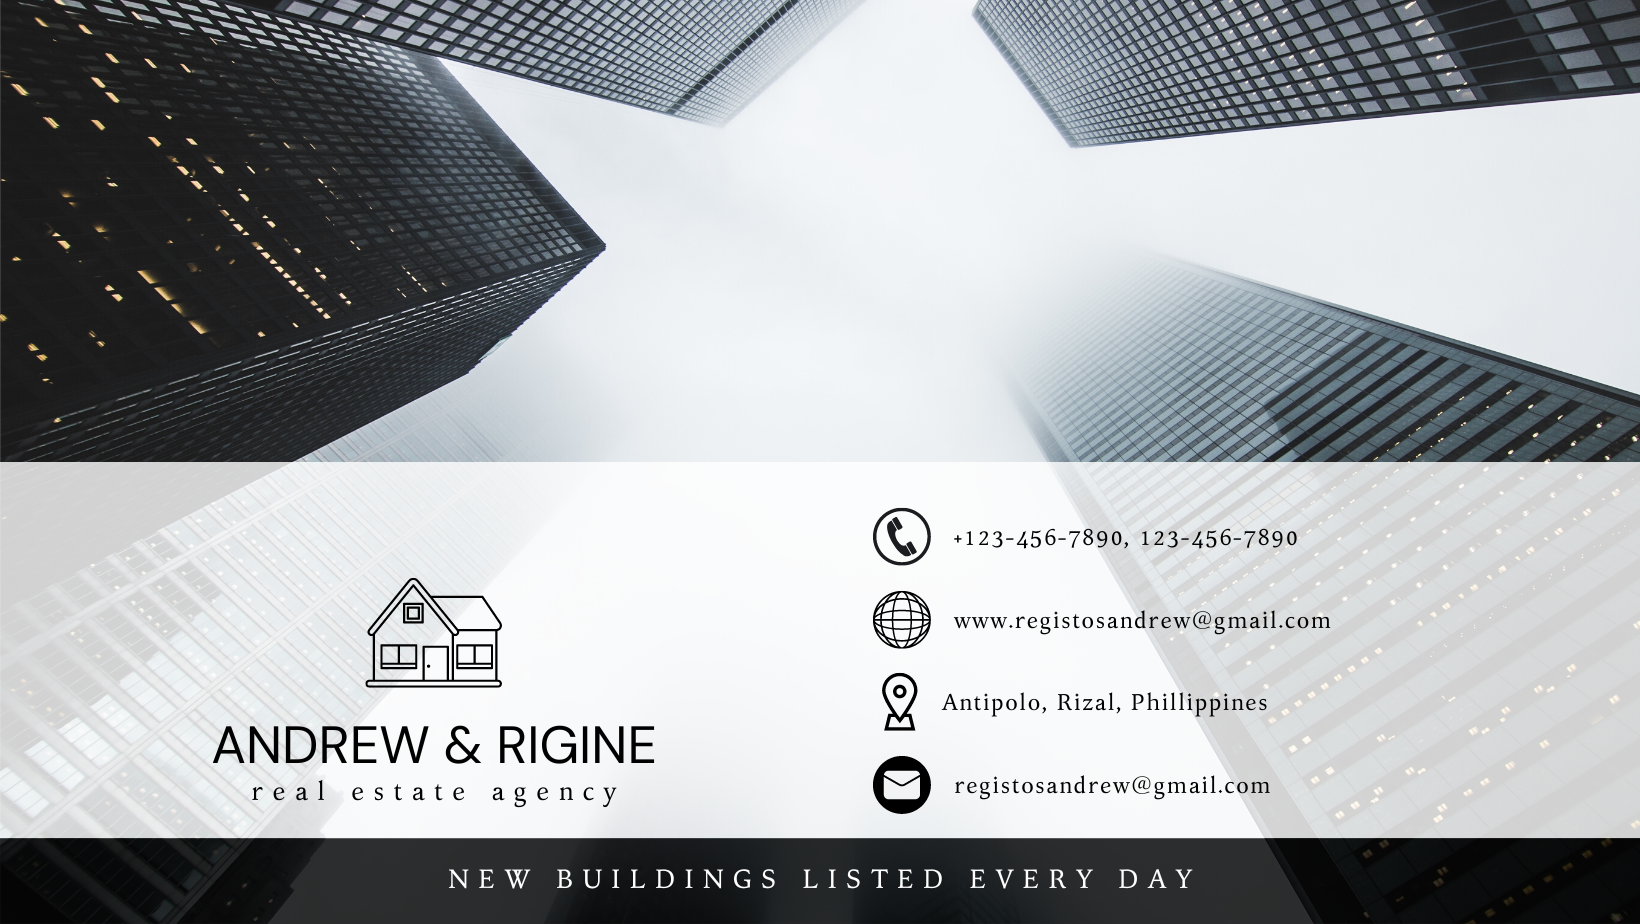 +123-456-7890, 123-456-7890
www.registosandrew@gmail.com
Antipolo, Rizal, Phillippines
registosandrew@gmail.com
ANDREW & RIGINE
real estate agency
NEW BUILDINGS LISTED EVERY DAY